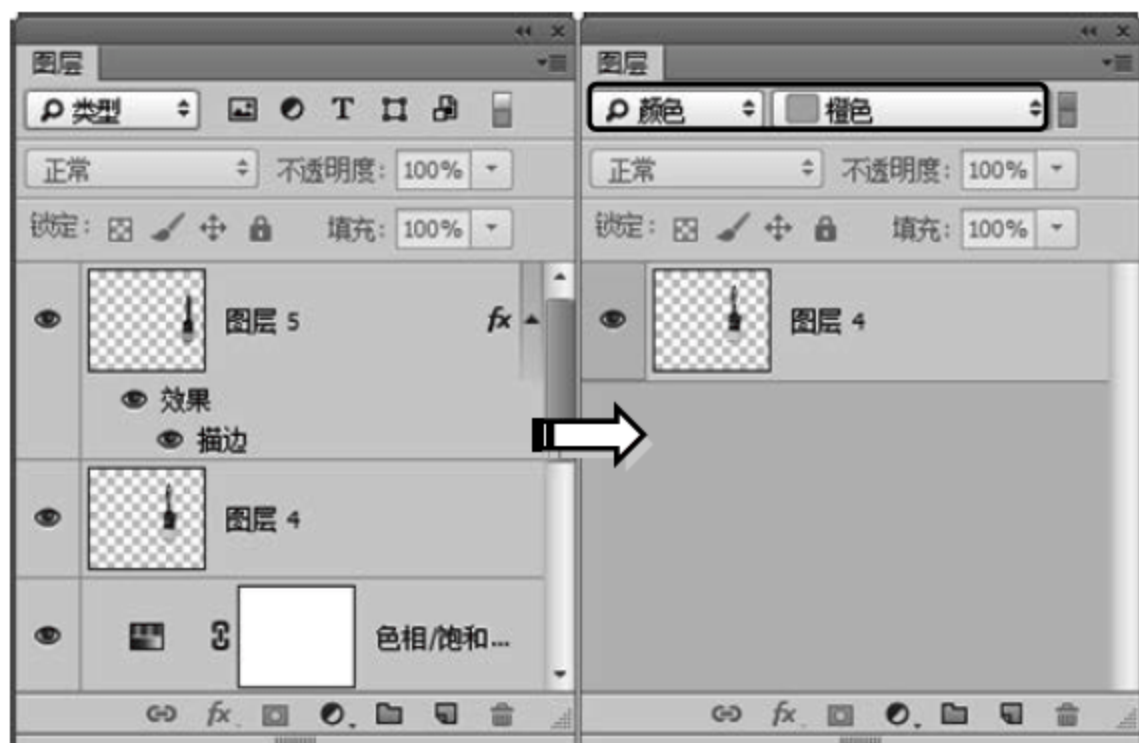 图层
类型 T
正常 不透明度: 100%
锁定: 填充: 100%
图层 5 fx
效果
描边
图层 4
色相/饱和...
fx
图层
颜色 橙色
正常 不透明度: 100%
锁定: 填充: 100%
图层 4
fx